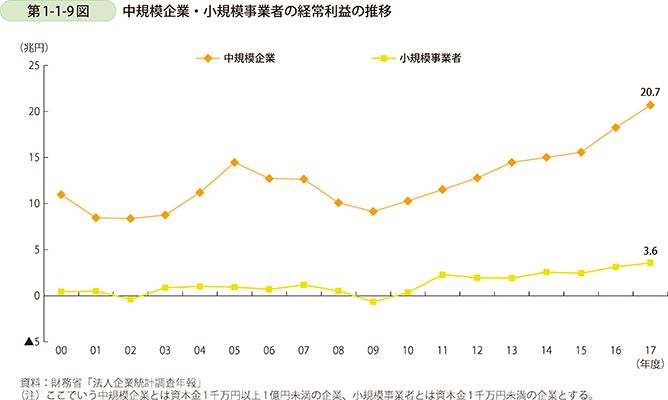 第1-1-9図 中規模企業・小規模事業者の経常利益の推移
(兆円)
中規模企業 小規模事業者
25
20.7
20
15
10
5
3.6
0
▲5
00 01 02 03 04 05 06 07 08 09 10 11 12 13 14 15 16 17
(年度)
資料:財務省「法人企業統計調査年報」
(注)ここでいう中規模企業とは資本金1千万円以上1億円未満の企業、小規模事業者とは資本金1千万円未満の企業とする。